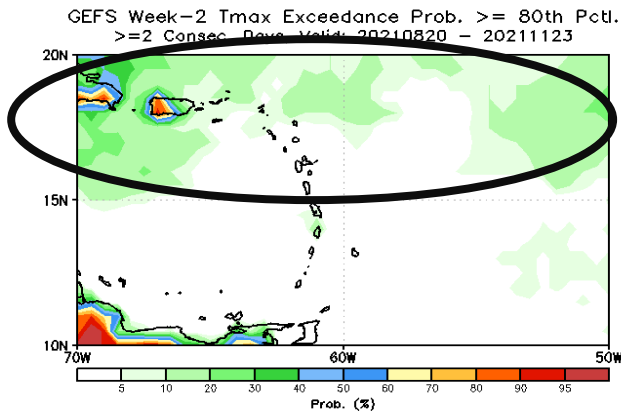 GEFS Week-2 Tmax Exceedance Prob. >= 80th Pctl.
>=2 Consec. Days Valid: 20210820 - 20211123
20N
15N
10N
70W 60W 50W
5 10 20 30 40 50 60 70 80 90 95
Prob. (%)